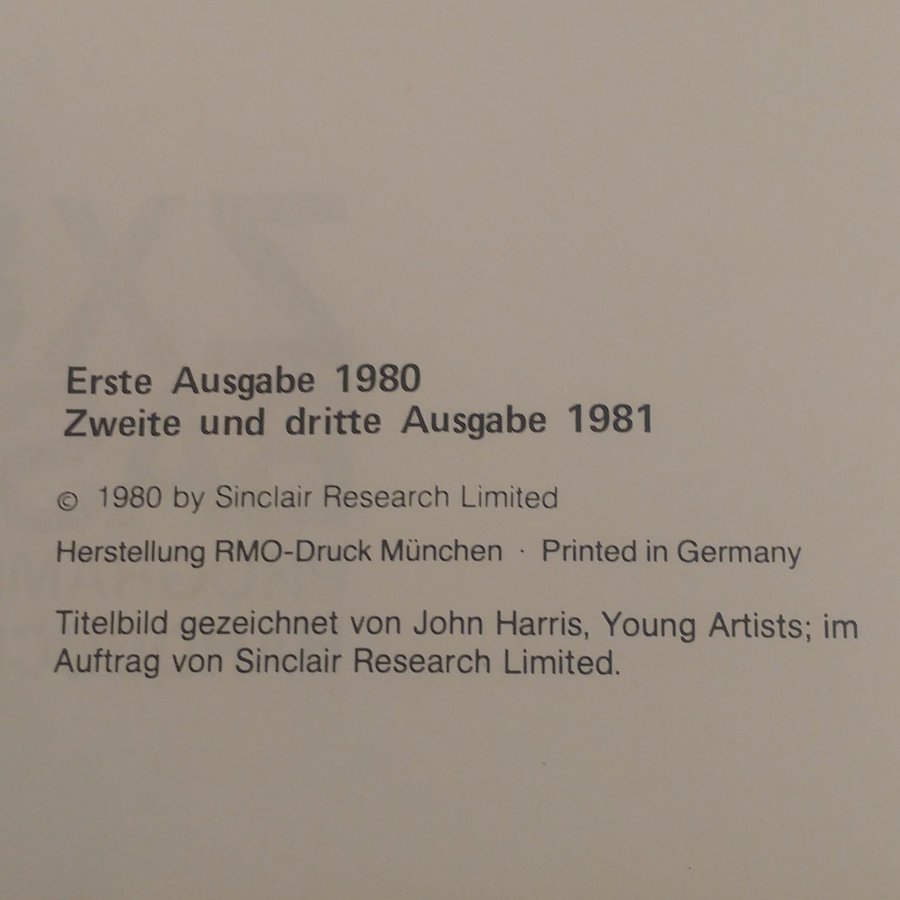 Erste Ausgabe 1980
Zweite und dritte Ausgabe 1981
© 1980 by Sinclair Research Limited
Herstellung RMO-Druck München · Printed in Germany
Titelbild gezeichnet von John Harris, Young Artists; im
Auftrag von Sinclair Research Limited.